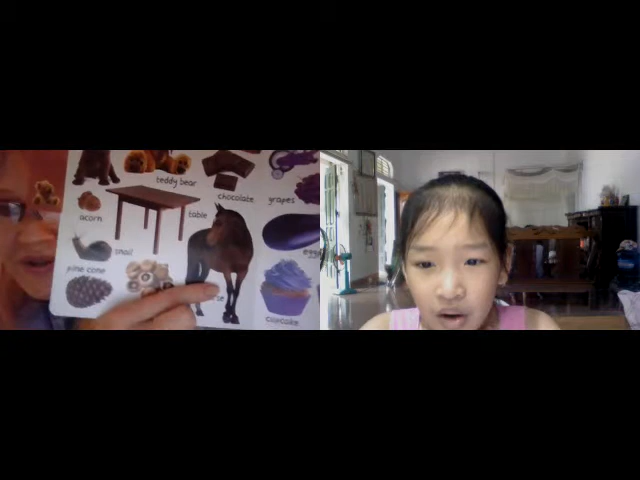 teddy bear
chocolate
grapes
acorn
table
snail
pine cone
cupcake